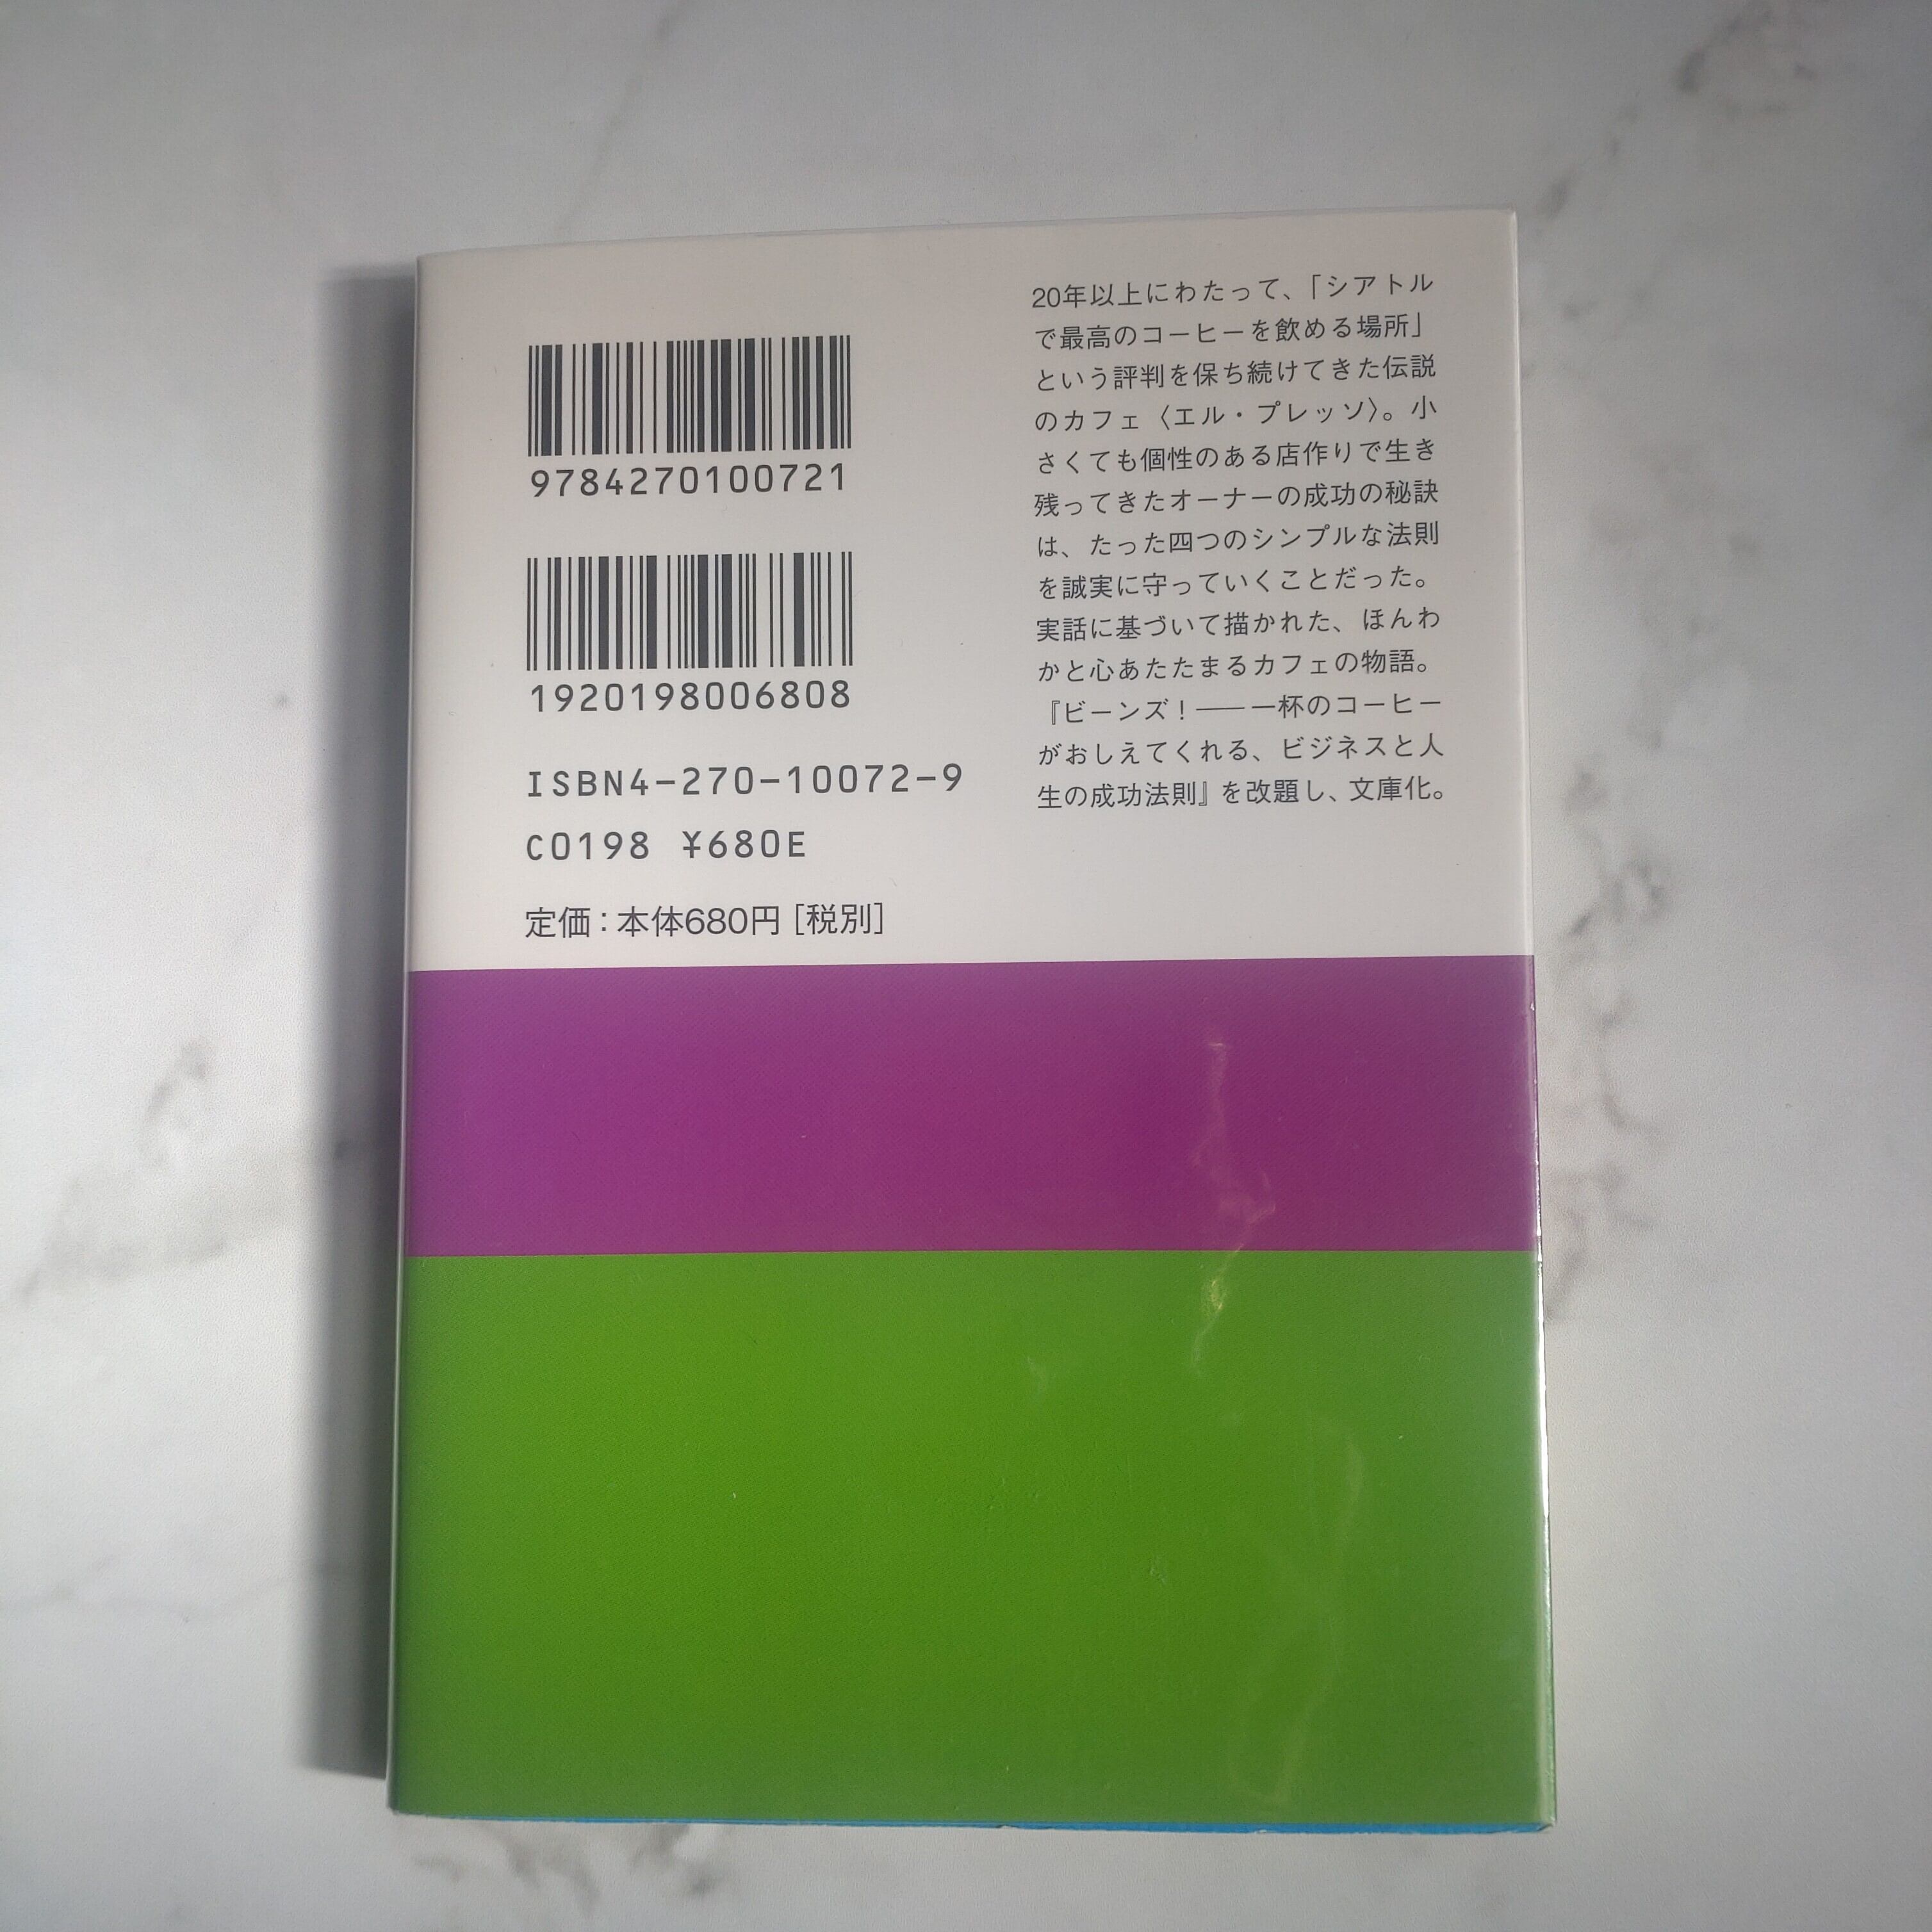 9784270100721
1920198006808
ISBN4-270-10072-9
C0198 ¥680E
定価：本体680円［税別］
20年以上にわたって、「シアトル
で最高のコーヒーを飲める場所」
という評判を保ち続けてきた伝説
のカフェ〈エル・プレッソ〉。小
さくても個性のある店作りで生き
残ってきたオーナーの成功の秘訣
は、たった四つのシンプルな法則
を誠実に守っていくことだった。
実話に基づいて描かれた、ほんわ
かと心あたたまるカフェの物語。
『ビーンズ！――一杯のコーヒー
がおしえてくれる、ビジネスと人
生の成功法則』を改題し、文庫化。